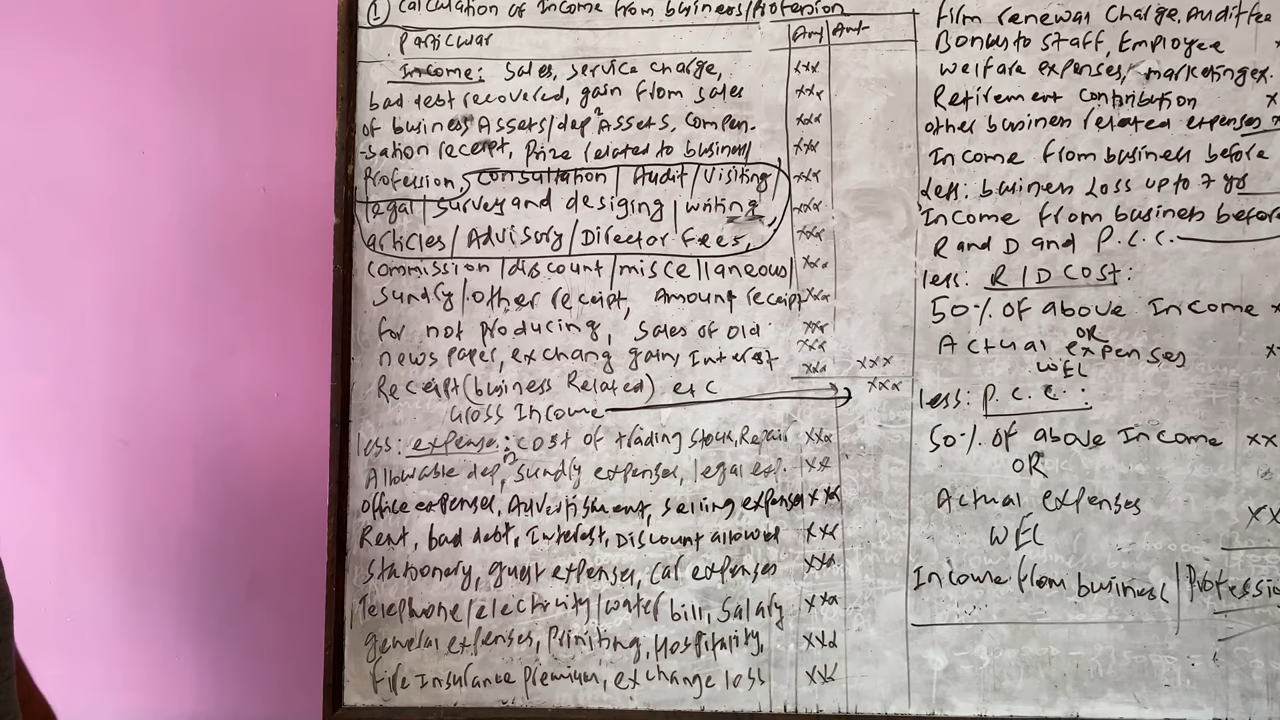 ① Calculation of Income from business/Profession
Particular Amt Amt
Income: Sales, service charge, xxx
bad debt recovered, gain from sales xxx
of business Assets/depⁿ Assets, compen. xxx
-sation receipt, Prize related to business/ xxx
Profession, consultation/Audit/Visiting/ xxx
legal/Survey and desiging/writing xxx
articles/Advisory/Director Fees, xxx
commission/discount/miscellaneous/ xxx
Sundry/other receipt, Amount receipt xxx
for not producing, Sales of old xxx
news paper, exchang gain, Interest xxx
Receipt (business Related) etc xxx xxx
Gross Income xxx
less: expense: cost of trading stock, Repair xxx
Allowable depⁿ, Sundry expenses, legal exp. xx
office expenses, Advertisment, Selling expenses xxx
Rent, bad debt, Interest, Discount allowed xxx
Stationery, guest expenses, Car expenses xxx
Telephone/electricity/water bill, Salary xxx
general expenses, Priniting, Hospitality, xxx
Fire Insurance Premium, exchange loss xxx
Firm renewal Charge, Audit fee
Bonus to Staff, Employee
welfare expenses, marketing ex.
Retirement contribution x
other business related expenses x
Income from business before
less: business Loss up to 7 yrs
Income from business before
R and D and P.C.C.
less: R/D COST:
50% of above Income x
OR
Actual expenses x
WEL
less: P.C.C.:
50% of above Income xx
OR
Actual expenses xx
WEL
Income from business/Professio